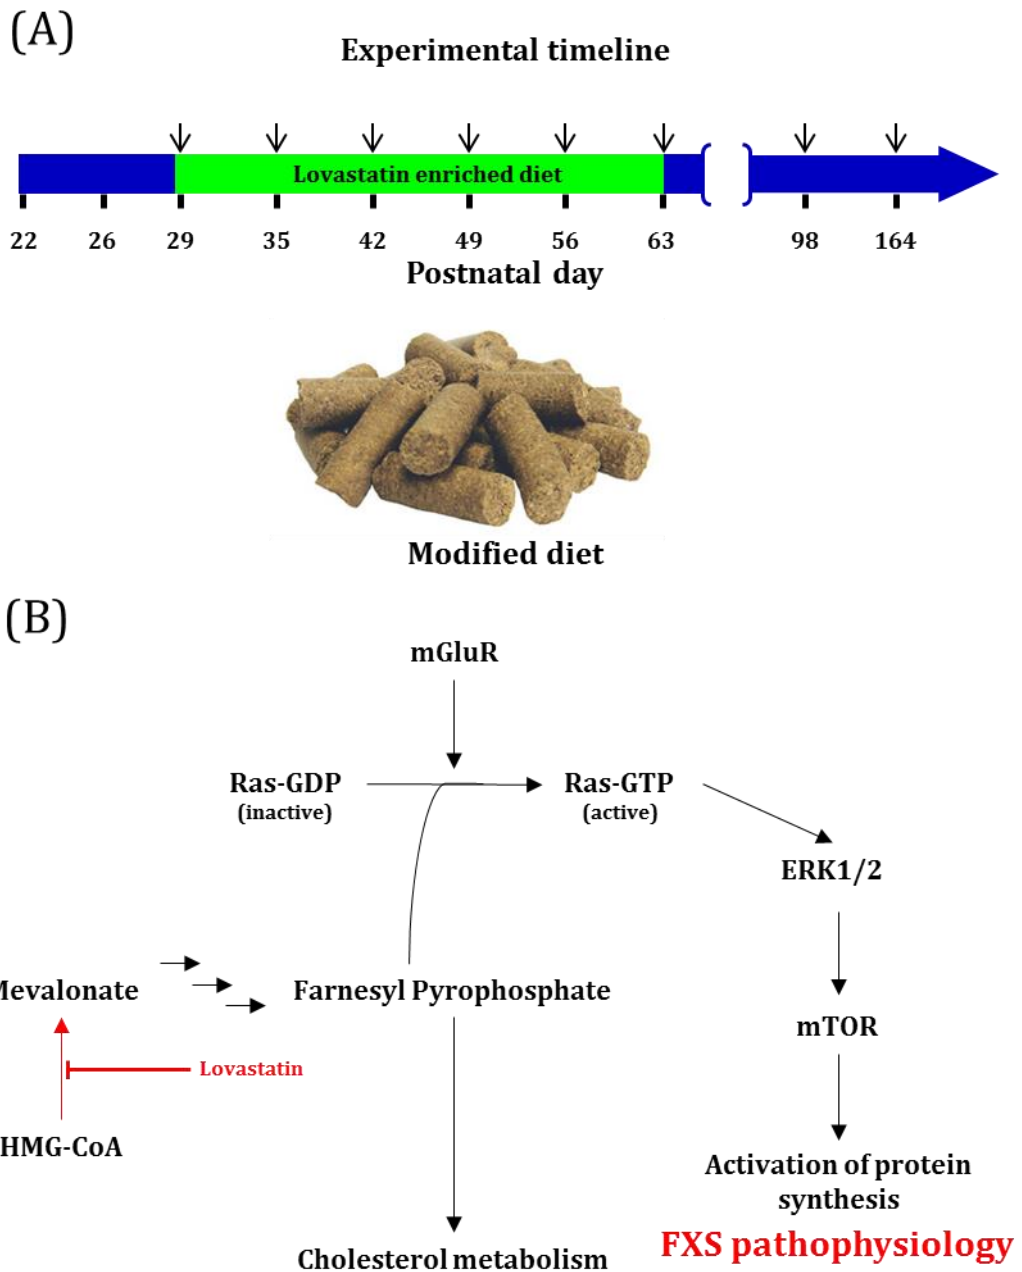 (A)
Experimental timeline
Lovastatin enriched diet
22 26 29 35 42 49 56 63 98 164
Postnatal day
Modified diet
(B)
mGluR
Ras-GDP
(inactive)
Ras-GTP
(active)
ERK1/2
Mevalonate
Farnesyl Pyrophosphate
mTOR
Lovastatin
HMG-CoA
Activation of protein
synthesis
FXS pathophysiology
Cholesterol metabolism